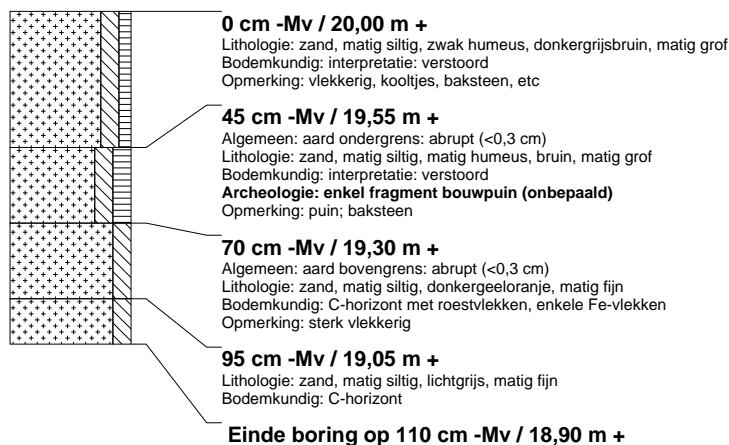 0 cm -Mv / 20,00 m +
Lithologie: zand, matig siltig, zwak humeus, donkergrijsbruin, matig grof
Bodemkundig: interpretatie: verstoord
Opmerking: vlekkerig, kooltjes, baksteen, etc
45 cm -Mv / 19,55 m +
Algemeen: aard ondergrens: abrupt (<0,3 cm)
Lithologie: zand, matig siltig, matig humeus, bruin, matig grof
Bodemkundig: interpretatie: verstoord
Archeologie: enkel fragment bouwpuin (onbepaald)
Opmerking: puin; baksteen
70 cm -Mv / 19,30 m +
Algemeen: aard bovengrens: abrupt (<0,3 cm)
Lithologie: zand, matig siltig, donkergeeloranje, matig fijn
Bodemkundig: C-horizont met roestvlekken, enkele Fe-vlekken
Opmerking: sterk vlekkerig
95 cm -Mv / 19,05 m +
Lithologie: zand, matig siltig, lichtgrijs, matig fijn
Bodemkundig: C-horizont
Einde boring op 110 cm -Mv / 18,90 m +